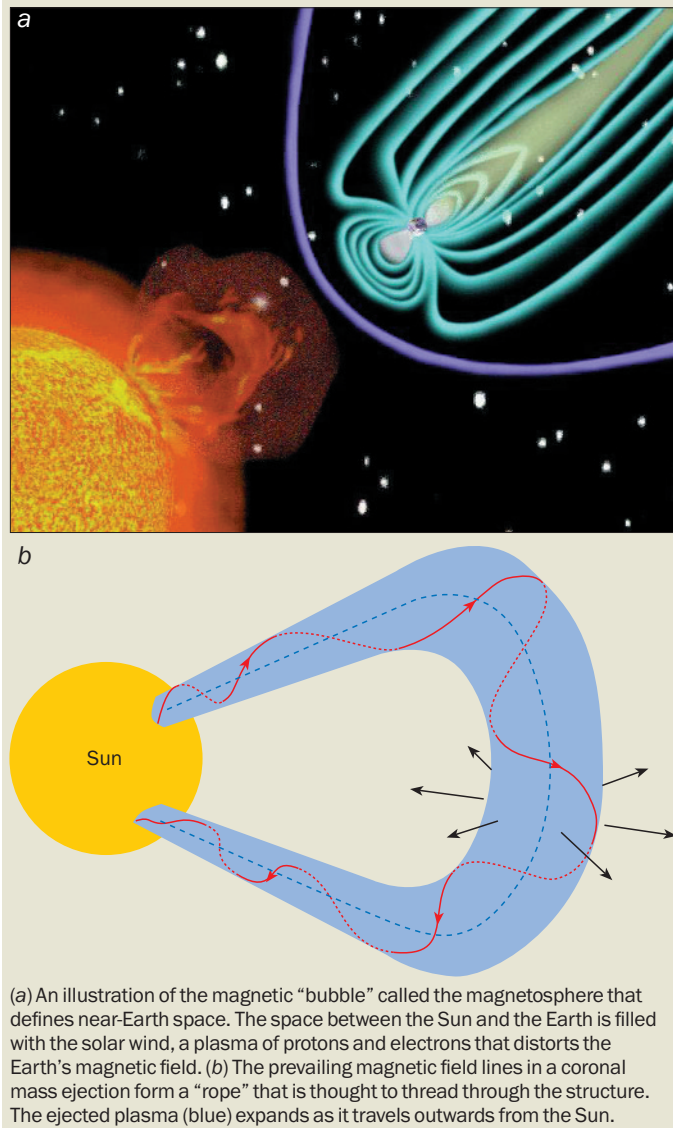 a
b
Sun
(a) An illustration of the magnetic “bubble” called the magnetosphere that
defines near-Earth space. The space between the Sun and the Earth is filled
with the solar wind, a plasma of protons and electrons that distorts the
Earth’s magnetic field. (b) The prevailing magnetic field lines in a coronal
mass ejection form a “rope” that is thought to thread through the structure.
The ejected plasma (blue) expands as it travels outwards from the Sun.